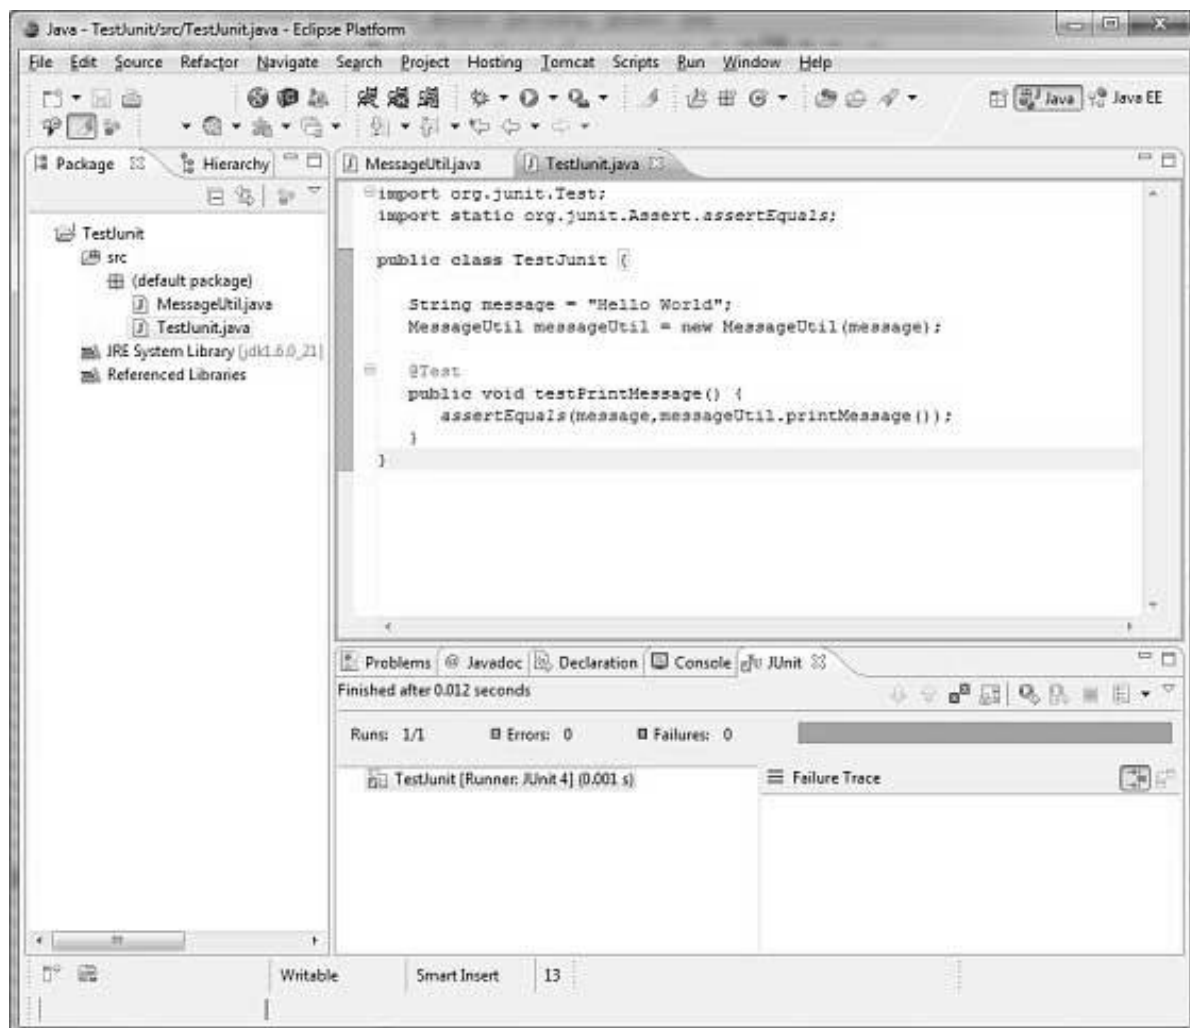 Java - TestJunit/src/TestJunit.java - Eclipse Platform
File Edit Source Refactor Navigate Search Project Hosting Tomcat Scripts Run Window Help
Java Java EE
Package Hierarchy
TestJunit
src
(default package)
MessageUtil.java
TestJunit.java
JRE System Library [jdk1.6.0_21]
Referenced Libraries
MessageUtil.java TestJunit.java
import org.junit.Test;
import static org.junit.Assert.assertEquals;
public class TestJunit {
String message = "Hello World";
MessageUtil messageUtil = new MessageUtil(message);
@Test
public void testPrintMessage() {
assertEquals(message,messageUtil.printMessage());
}
}
Problems @ Javadoc Declaration Console JUnit
Finished after 0.012 seconds
Runs: 1/1 Errors: 0 Failures: 0
TestJunit [Runner: JUnit 4] (0.001 s)
Failure Trace
Writable Smart Insert 13